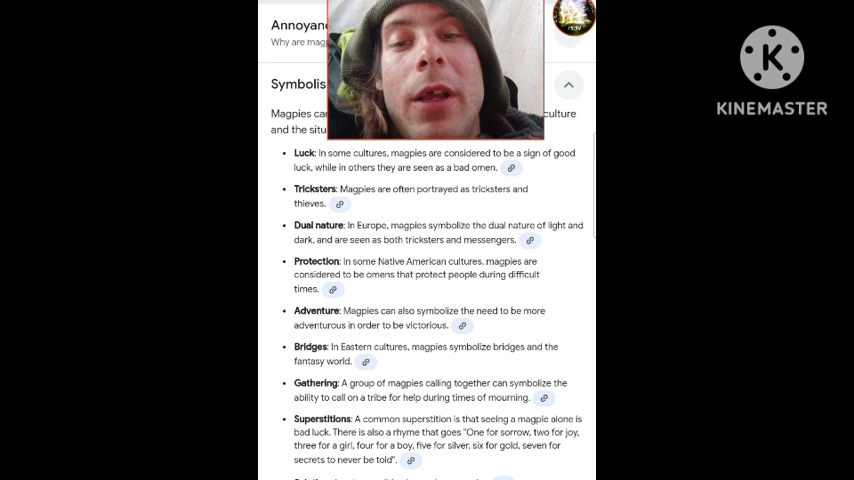 Annoyan
Why are mag
Symbolis
Magpies ca
culture
and the situ
• Luck: In some cultures, magpies are considered to be a sign of good
luck, while in others they are seen as a bad omen.
• Tricksters: Magpies are often portrayed as tricksters and
thieves.
• Dual nature: In Europe, magpies symbolize the dual nature of light and
dark, and are seen as both tricksters and messengers.
• Protection: In some Native American cultures, magpies are
considered to be omens that protect people during difficult
times.
• Adventure: Magpies can also symbolize the need to be more
adventurous in order to be victorious.
• Bridges: In Eastern cultures, magpies symbolize bridges and the
fantasy world.
• Gathering: A group of magpies calling together can symbolize the
ability to call on a tribe for help during times of mourning.
• Superstitions: A common superstition is that seeing a magpie alone is
bad luck. There is also a rhyme that goes "One for sorrow, two for joy,
three for a girl, four for a boy, five for silver, six for gold, seven for
secrets to never be told".
K
KINEMASTER